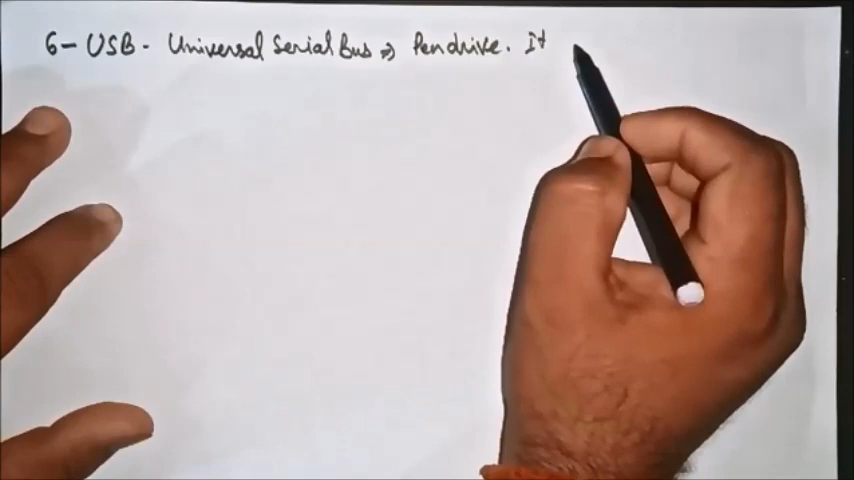 6- USB - Universal Serial Bus ⇒ Pendrive. It